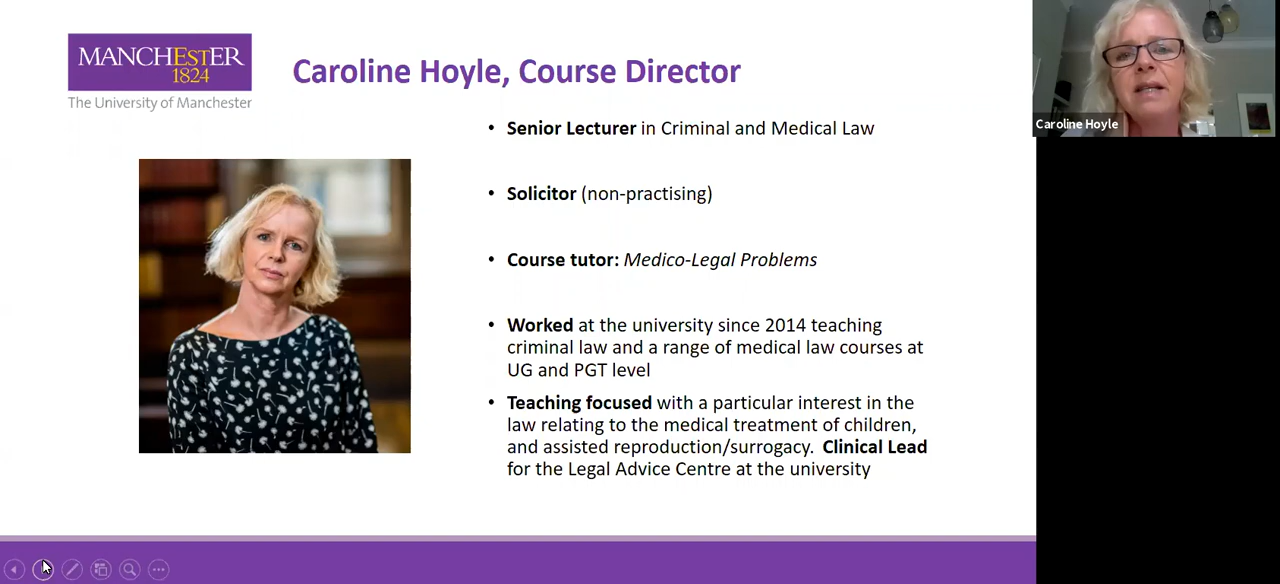 MANCHESTER
1824
The University of Manchester
Caroline Hoyle, Course Director
• Senior Lecturer in Criminal and Medical Law
• Solicitor (non-practising)
• Course tutor: Medico-Legal Problems
• Worked at the university since 2014 teaching
criminal law and a range of medical law courses at
UG and PGT level
• Teaching focused with a particular interest in the
law relating to the medical treatment of children,
and assisted reproduction/surrogacy. Clinical Lead
for the Legal Advice Centre at the university
Caroline Hoyle